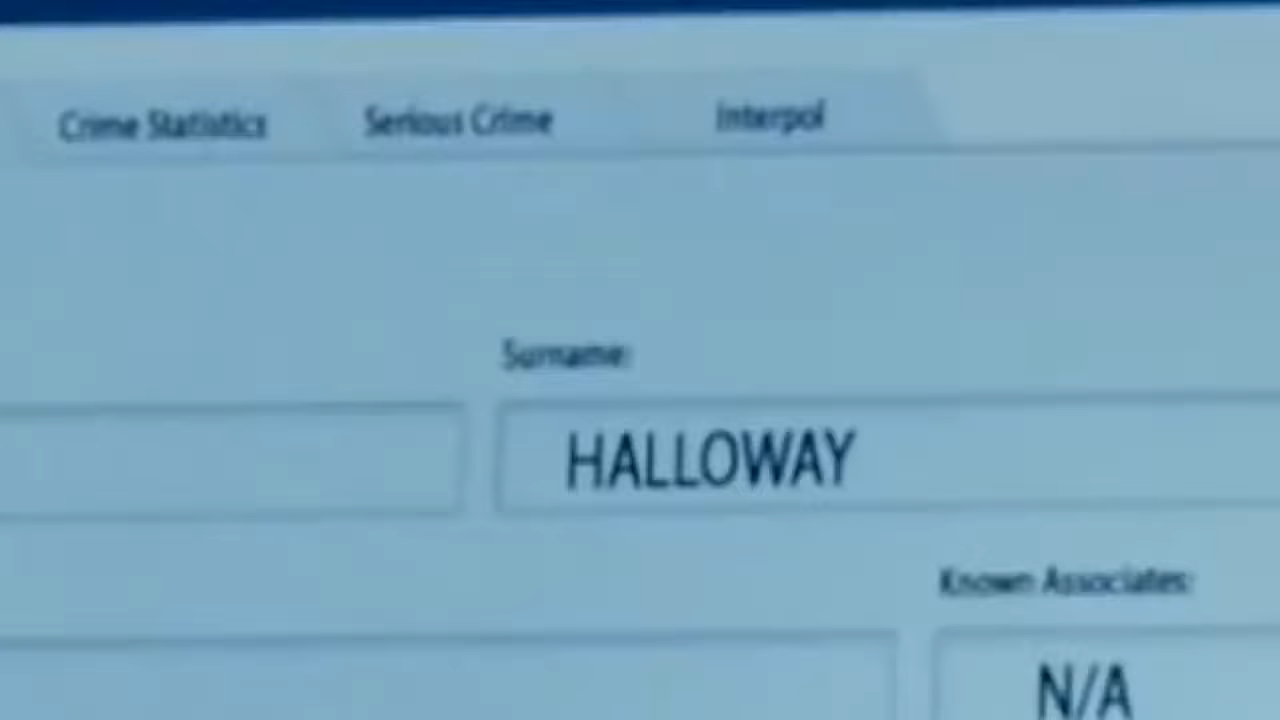 Crime Statistics Serious Crime Interpol
Surname:
HALLOWAY
Known Associates:
N/A